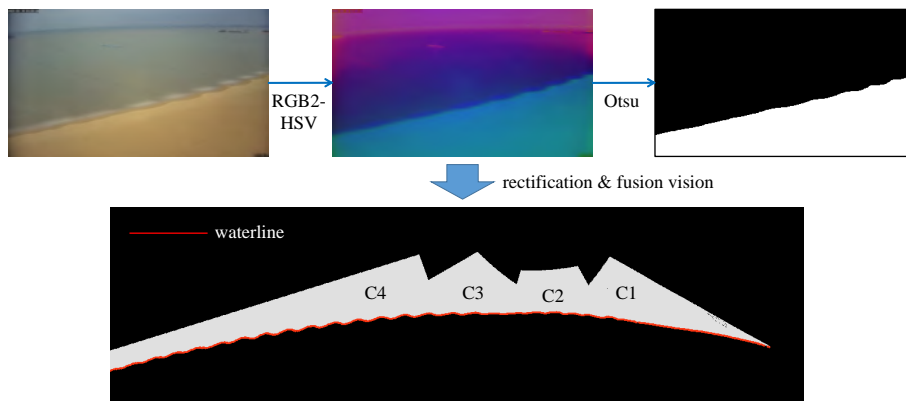 RGB2-
HSV
Otsu
rectification & fusion vision
waterline
C4
C3
C2
C1